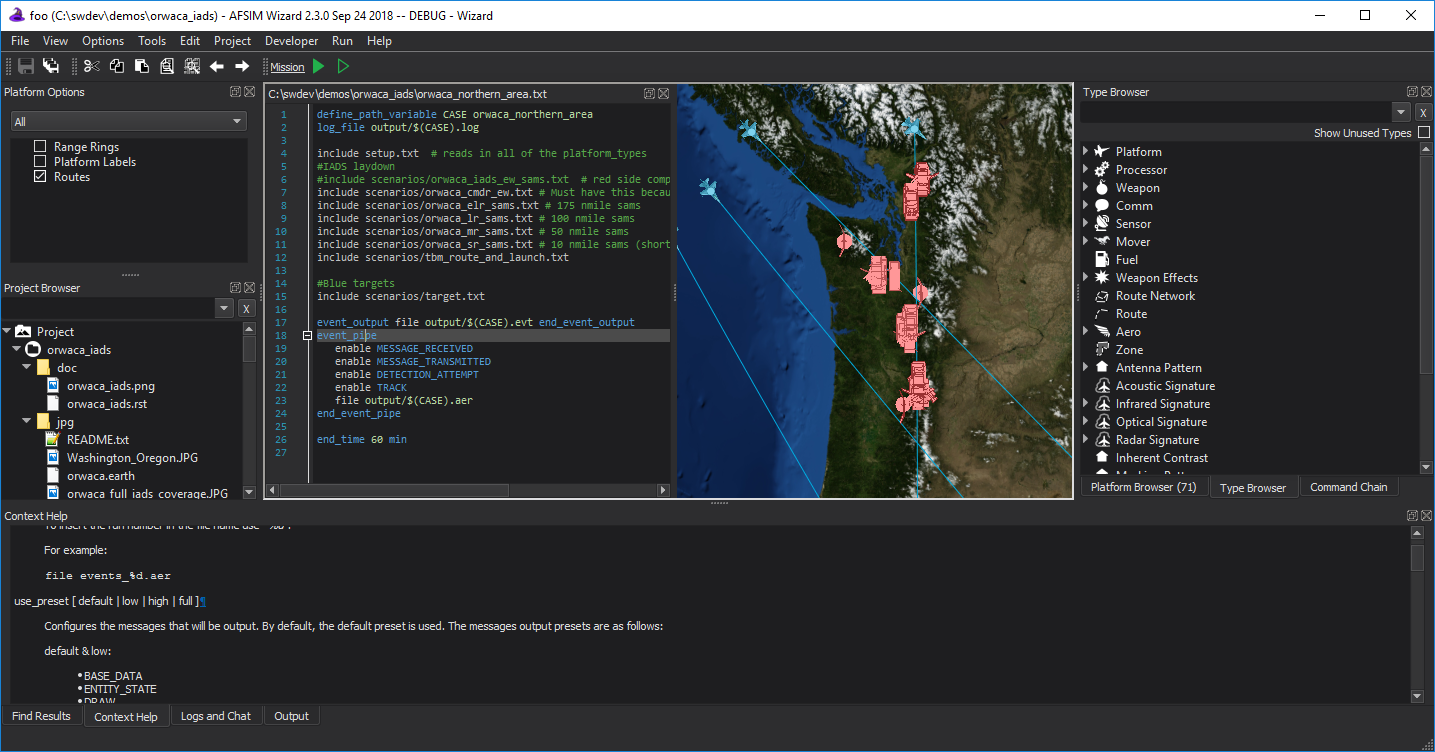 foo (C:\swdev\demos\orwaca_iads) - AFSIM Wizard 2.3.0 Sep 24 2018 -- DEBUG - Wizard
File View Options Tools Edit Project Developer Run Help
Mission
Platform Options
All
Range Rings
Platform Labels
Routes
Project Browser
X
Project
orwaca_iads
doc
orwaca_iads.png
orwaca_iads.rst
jpg
README.txt
Washington_Oregon.JPG
orwaca.earth
orwaca_full_iads_coverage.JPG
C:\swdev\demos\orwaca_iads\orwaca_northern_area.txt
1 define_path_variable CASE orwaca_northern_area
2 log_file output/$(CASE).log
3
4 include setup.txt # reads in all of the platform_types
5 #IADS laydown
6 #include scenarios/orwaca_iads_ew_sams.txt # red side comp
7 include scenarios/orwaca_cmdr_ew.txt # Must have this becau
8 include scenarios/orwaca_elr_sams.txt # 175 nmile sams
9 include scenarios/orwaca_lr_sams.txt # 100 nmile sams
10 include scenarios/orwaca_mr_sams.txt # 50 nmile sams
11 include scenarios/orwaca_sr_sams.txt # 10 nmile sams (short
12 include scenarios/tbm_route_and_launch.txt
13
14 #Blue targets
15 include scenarios/target.txt
16
17 event_output file output/$(CASE).evt end_event_output
18 event_pipe
19 enable MESSAGE_RECEIVED
20 enable MESSAGE_TRANSMITTED
21 enable DETECTION_ATTEMPT
22 enable TRACK
23 file output/$(CASE).aer
24 end_event_pipe
25
26 end_time 60 min
27
Type Browser
X
Show Unused Types
Platform
Processor
Weapon
Comm
Sensor
Mover
Fuel
Weapon Effects
Route Network
Route
Aero
Zone
Antenna Pattern
Acoustic Signature
Infrared Signature
Optical Signature
Radar Signature
Inherent Contrast
Platform Browser (71) Type Browser Command Chain
Context Help
To insert the run number in the file name use "%d".
For example:
file events_%d.aer
use_preset [ default | low | high | full ]¶
Configures the messages that will be output. By default, the default preset is used. The messages output presets are as follows:
default & low:
•BASE_DATA
•ENTITY_STATE
•DRAW
Find Results Context Help Logs and Chat Output